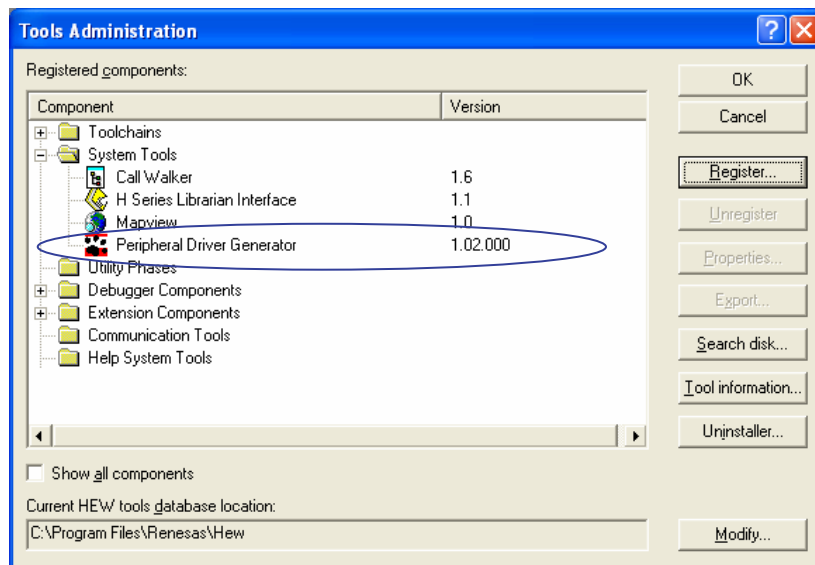 Tools Administration
Registered components:
Component Version
Toolchains
System Tools
Call Walker 1.6
H Series Librarian Interface 1.1
Mapview 1.0
Peripheral Driver Generator 1.02.000
Utility Phases
Debugger Components
Extension Components
Communication Tools
Help System Tools
Show all components
Current HEW tools database location:
C:\Program Files\Renesas\Hew
OK
Cancel
Register...
Unregister
Properties...
Export...
Search disk...
Tool information...
Uninstaller...
Modify...